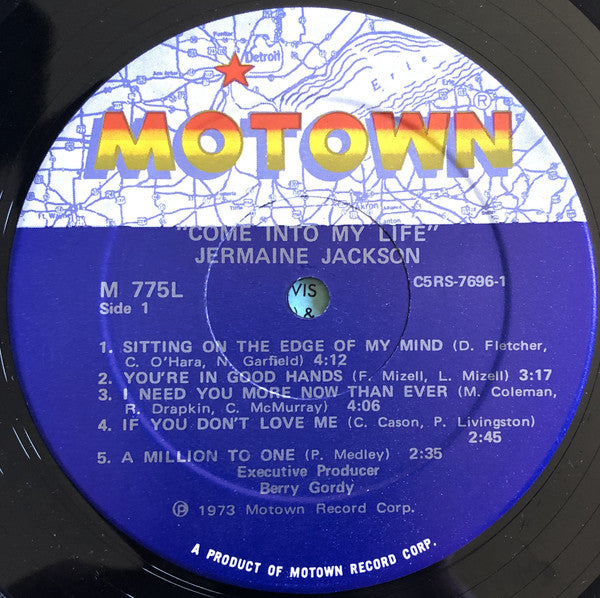 Detroit
Erie
MOTOWN®
"COME INTO MY LIFE"
JERMAINE JACKSON
M 775L
C5RS-7696-1
Side 1
VIS
&
1. SITTING ON THE EDGE OF MY MIND (D. Fletcher,
C. O'Hara, N. Garfield) 4:12
2. YOU'RE IN GOOD HANDS (F. Mizell, L. Mizell) 3:17
3. I NEED YOU MORE NOW THAN EVER (M. Coleman,
R. Drapkin, C. McMurray) 4:06
4. IF YOU DON'T LOVE ME (C. Cason, P. Livingston)
2:45
5. A MILLION TO ONE (P. Medley) 2:35
Executive Producer
Berry Gordy
℗ 1973 Motown Record Corp.
A PRODUCT OF MOTOWN RECORD CORP.